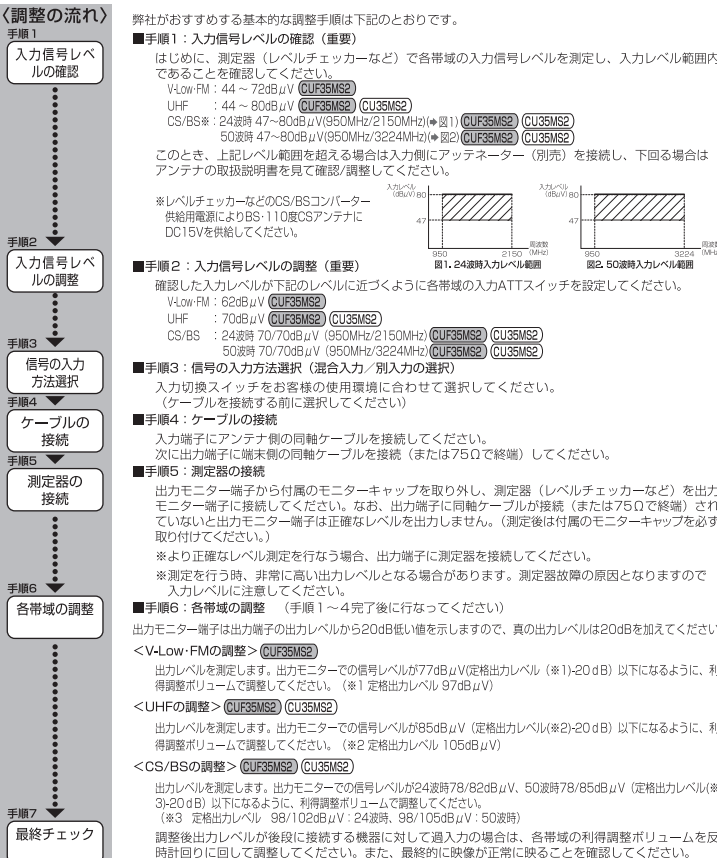 〈調整の流れ〉
手順1
入力信号レベ
ルの確認
手順2
入力信号レベ
ルの調整
手順3
信号の入力
方法選択
手順4
ケーブルの
接続
手順5
測定器の
接続
手順6
各帯域の調整
手順7
最終チェック
弊社がおすすめする基本的な調整手順は下記のとおりです。
■手順1:入力信号レベルの確認(重要)
はじめに、測定器(レベルチェッカーなど)で各帯域の入力信号レベルを測定し、入力レベル範囲内
であることを確認してください。
V-Low・FM:44~72dBμV CUF35MS2
UHF :44~80dBμV CUF35MS2 CU35MS2
CS/BS※:24波時 47~80dBμV(950MHz/2150MHz)(➡図1) CUF35MS2 CU35MS2
50波時 47~80dBμV(950MHz/3224MHz)(➡図2) CUF35MS2 CU35MS2
このとき、上記レベル範囲を超える場合は入力側にアッテネーター(別売)を接続し、下回る場合は
アンテナの取扱説明書を見て確認/調整してください。
※レベルチェッカーなどのCS/BSコンバーター
供給用電源によりBS・110度CSアンテナに
DC15Vを供給してください。
入力レベル
(dBμV) 80
47
950 2150 周波数
(MHz)
図1. 24波時入力レベル範囲
入力レベル
(dBμV) 80
47
950 3224 周波数
(MHz
図2. 50波時入力レベル範囲
■手順2:入力信号レベルの調整(重要)
確認した入力レベルが下記のレベルに近づくように各帯域の入力ATTスイッチを設定してください。
V-Low・FM:62dBμV CUF35MS2
UHF :70dBμV CUF35MS2 CU35MS2
CS/BS :24波時 70/70dBμV(950MHz/2150MHz) CUF35MS2 CU35MS2
50波時 70/70dBμV(950MHz/3224MHz) CUF35MS2 CU35MS2
■手順3:信号の入力方法選択(混合入力/別入力の選択)
入力切換スイッチをお客様の使用環境に合わせて選択してください。
(ケーブルを接続する前に選択してください)
■手順4:ケーブルの接続
入力端子にアンテナ側の同軸ケーブルを接続してください。
次に出力端子に端末側の同軸ケーブルを接続(または75Ωで終端)してください。
■手順5:測定器の接続
出力モニター端子から付属のモニターキャップを取り外し、測定器(レベルチェッカーなど)を出力
モニター端子に接続してください。なお、出力端子に同軸ケーブルが接続(または75Ωで終端)され
ていないと出力モニター端子は正確なレベルを出力しません。(測定後は付属のモニターキャップを必ず
取り付けてください。)
※より正確なレベル測定を行なう場合、出力端子に測定器を接続してください。
※測定を行う時、非常に高い出力レベルとなる場合があります。測定器故障の原因となりますので
入力レベルに注意してください。
■手順6:各帯域の調整 (手順1~4完了後に行なってください)
出力モニター端子は出力端子の出力レベルから20dB低い値を示しますので、真の出力レベルは20dBを加えてください
<V-Low・FMの調整> CUF35MS2
出力レベルを測定します。出力モニターでの信号レベルが77dBμV(定格出力レベル(※1)-20dB)以下になるように、利
得調整ボリュームで調整してください。(※1 定格出力レベル 97dBμV)
<UHFの調整> CUF35MS2 CU35MS2
出力レベルを測定します。出力モニターでの信号レベルが85dBμV(定格出力レベル(※2)-20dB)以下になるように、利
得調整ボリュームで調整してください。(※2 定格出力レベル 105dBμV)
<CS/BSの調整> CUF35MS2 CU35MS2
出力レベルを測定します。出力モニターでの信号レベルが24波時78/82dBμV、50波時78/85dBμV(定格出力レベル(※
3)-20dB)以下になるように、利得調整ボリュームで調整してください。
(※3 定格出力レベル 98/102dBμV:24波時、98/105dBμV:50波時)
調整後出力レベルが後段に接続する機器に対して過入力の場合は、各帯域の利得調整ボリュームを反
時計回りに回して調整してください。また、最終的に映像が正常に映ることを確認してください。